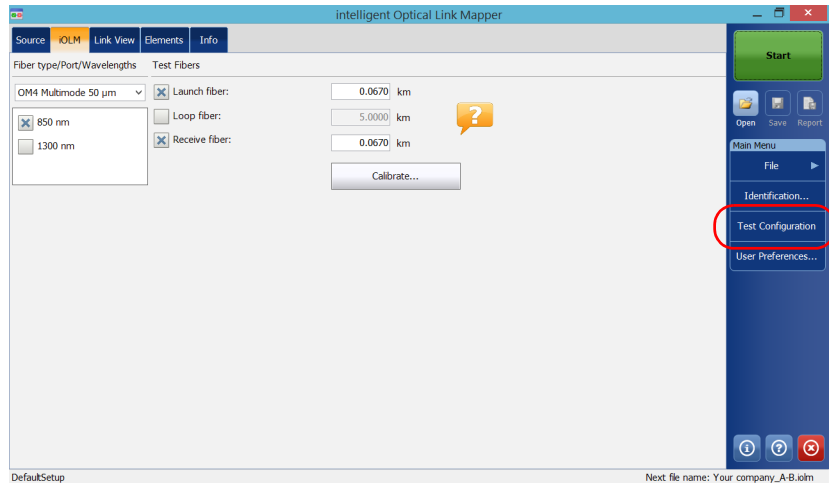 intelligent Optical Link Mapper
Source iOLM Link View Elements Info
Fiber type/Port/Wavelengths Test Fibers
OM4 Multimode 50 µm
Launch fiber: 0.0670 km
850 nm
Loop fiber: 5.0000 km
1300 nm
Receive fiber: 0.0670 km
?
Calibrate...
Start
Open Save Report
Main Menu
File
Identification...
Test Configuration
User Preferences...
i ?
DefaultSetup
Next file name: Your company_A-B.iolm